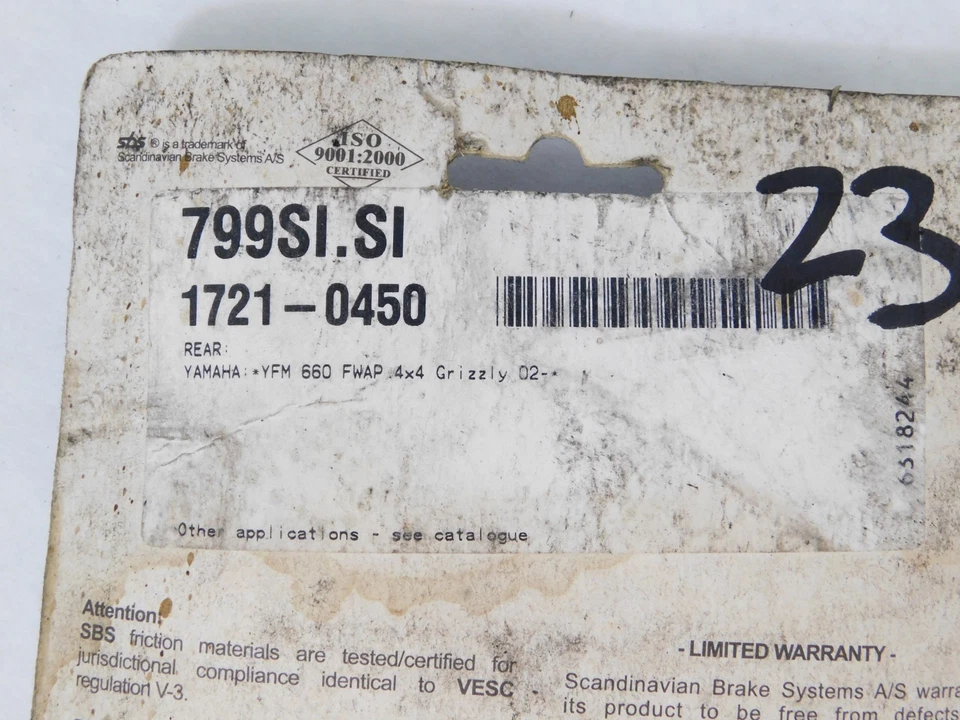 sbs ® is a trademark of
Scandinavian Brake Systems A/S
ISO
9001:2000
CERTIFIED
23
799SI.SI
1721-0450
REAR:
YAMAHA:*YFM 660 FWAP.4x4 Grizzly 02-*
6518244
Other applications - see catalogue
Attention:
SBS friction materials are tested/certified for
jurisdictional compliance identical to VESC -
regulation V-3.
- LIMITED WARRANTY -
Scandinavian Brake Systems A/S warra
its product to be free from defects